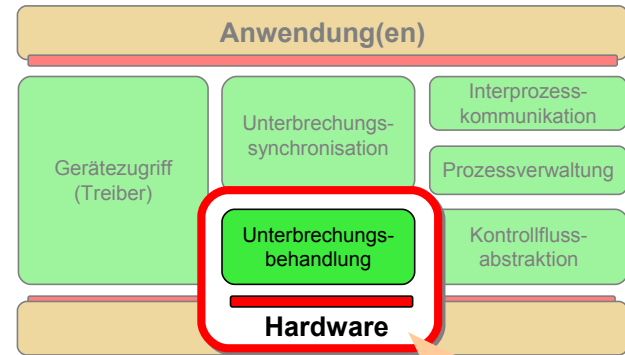 Anwendung(en)
Gerätezugriff
(Treiber)
Unterbrechungs-
synchronisation
Interprozess-
kommunikation
Prozessverwaltung
Unterbrechungs-
behandlung
Kontrollfluss-
abstraktion
Hardware